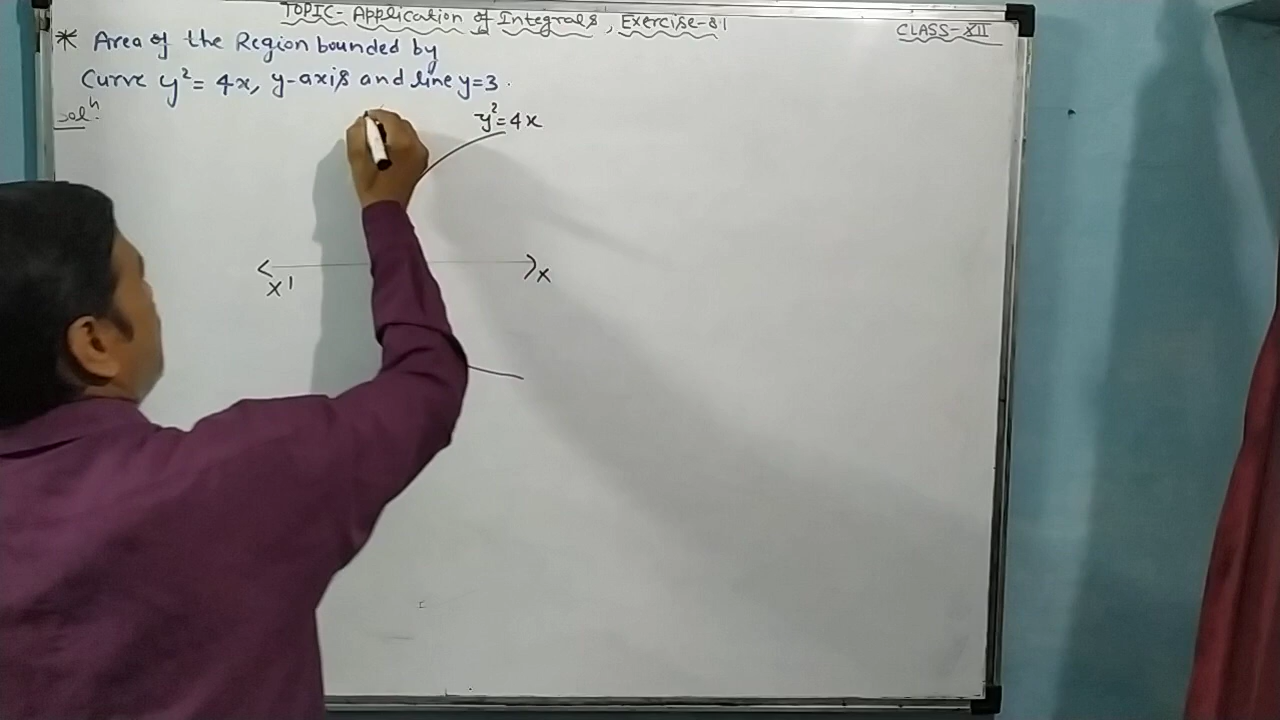 TOPIC- Application of Integrals, Exercise-8.1
CLASS-XII
* Area of the Region bounded by
Curve y² = 4x, y-axis and line y=3.
Solⁿ:
y²=4x
X' X